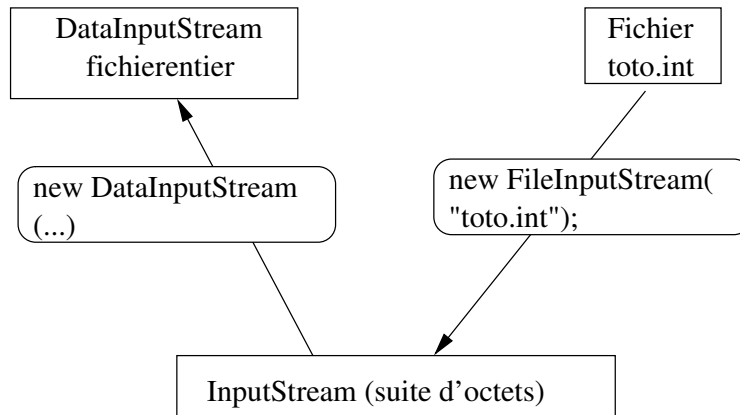 DataInputStream
fichierentier
Fichier
toto.int
new DataInputStream
(...)
new FileInputStream(
"toto.int");
InputStream (suite d'octets)